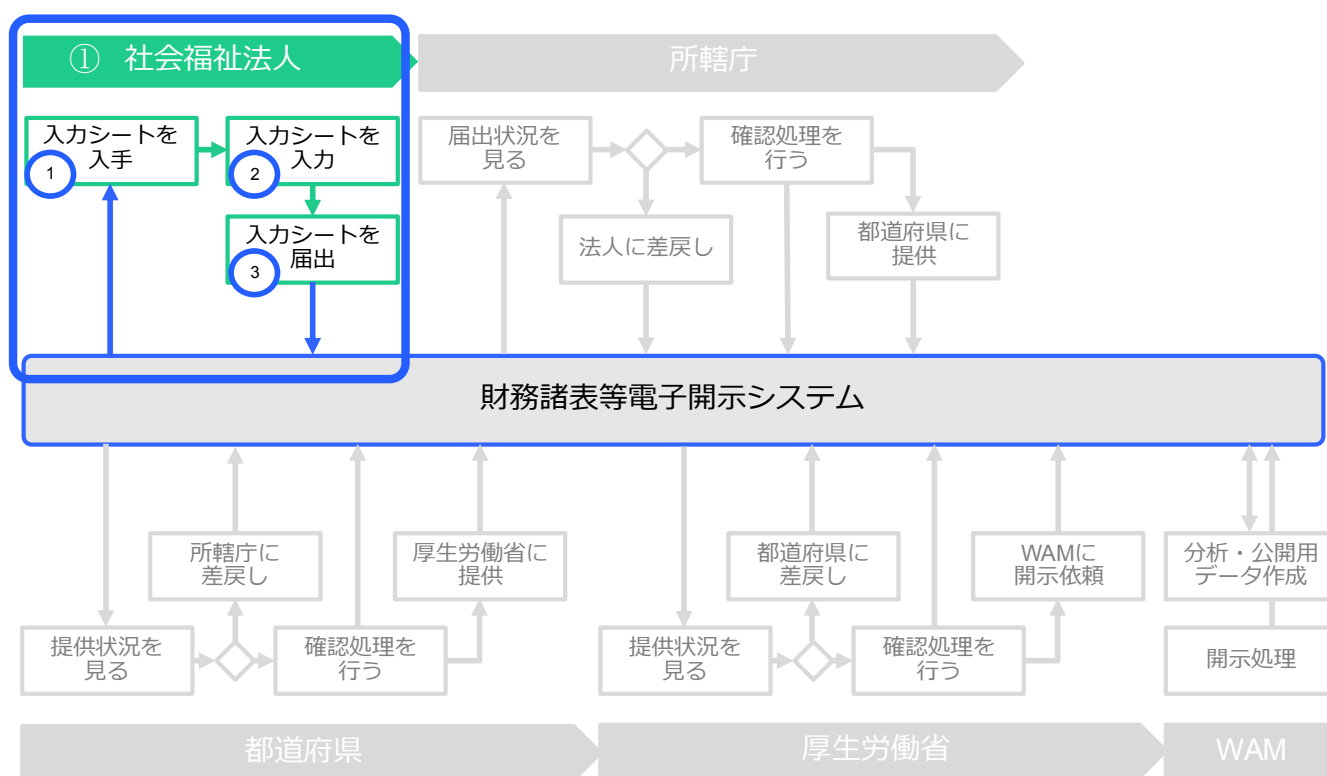 ① 社会福祉法人
所轄庁
入力シートを
入手
1
入力シートを
入力
2
入力シートを
届出
3
届出状況を
見る
確認処理を
行う
法人に差戻し
都道府県に
提供
財務諸表等電子開示システム
所轄庁に
差戻し
厚生労働省に
提供
都道府県に
差戻し
WAMに
開示依頼
分析・公開用
データ作成
提供状況を
見る
確認処理を
行う
提供状況を
見る
確認処理を
行う
開示処理
都道府県
厚生労働省
WAM